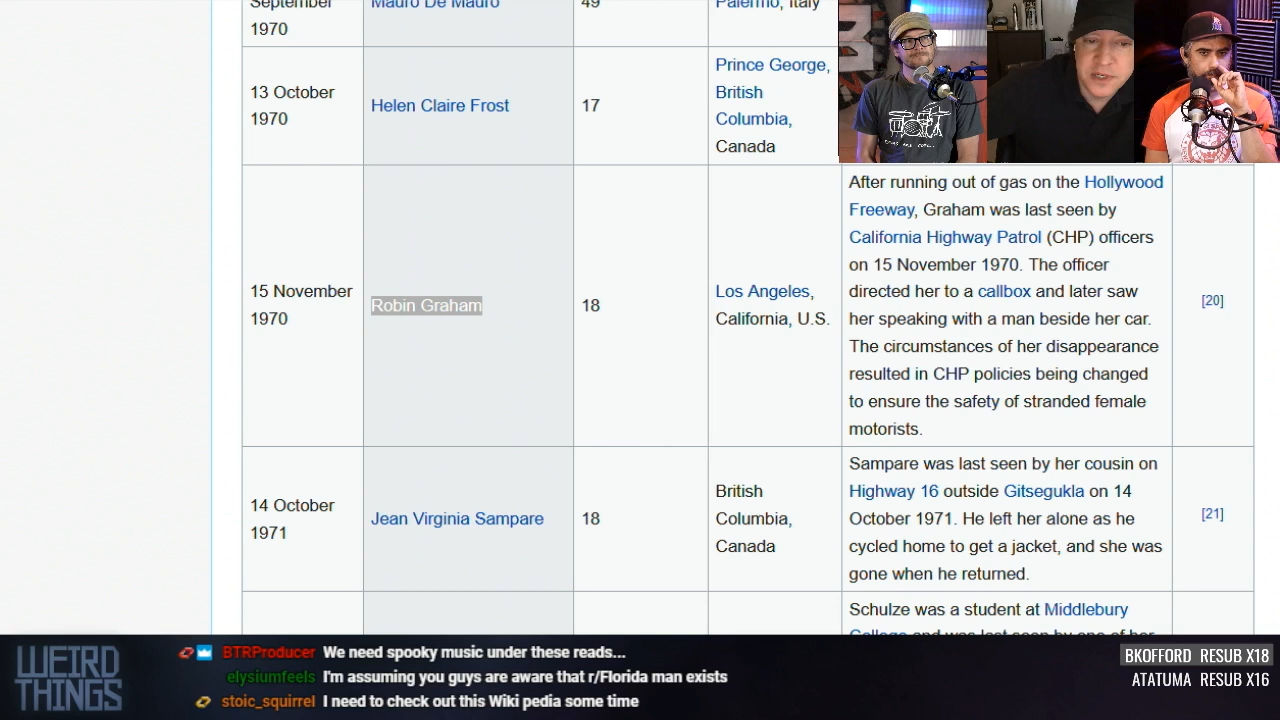 September
1970
Mauro De Mauro
49
Palermo, Italy
13 October
1970
Helen Claire Frost
17
Prince George,
British
Columbia,
Canada
15 November
1970
Robin Graham
18
Los Angeles,
California, U.S.
After running out of gas on the Hollywood
Freeway, Graham was last seen by
California Highway Patrol (CHP) officers
on 15 November 1970. The officer
directed her to a callbox and later saw
her speaking with a man beside her car.
The circumstances of her disappearance
resulted in CHP policies being changed
to ensure the safety of stranded female
motorists.
[20]
14 October
1971
Jean Virginia Sampare
18
British
Columbia,
Canada
Sampare was last seen by her cousin on
Highway 16 outside Gitsegukla on 14
October 1971. He left her alone as he
cycled home to get a jacket, and she was
gone when he returned.
[21]
Schulze was a student at Middlebury
College and was last seen by one of her
WEIRD
THINGS
BTRProducer We need spooky music under these reads...
elysiumfeels I'm assuming you guys are aware that r/Florida man exists
stoic_squirrel I need to check out this Wiki pedia some time
BKOFFORD RESUB X18
ATATUMA RESUB X16